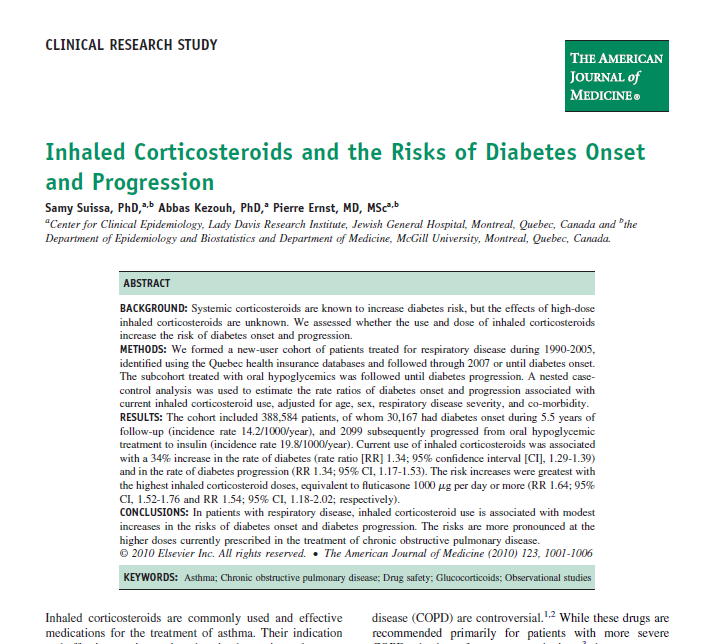 CLINICAL RESEARCH STUDY
THE AMERICAN
JOURNAL of
MEDICINE®
Inhaled Corticosteroids and the Risks of Diabetes Onset
and Progression
Samy Suissa, PhD,a,b Abbas Kezouh, PhD,a Pierre Ernst, MD, MSca,b
aCenter for Clinical Epidemiology, Lady Davis Research Institute, Jewish General Hospital, Montreal, Quebec, Canada and bthe
Department of Epidemiology and Biostatistics and Department of Medicine, McGill University, Montreal, Quebec, Canada.
ABSTRACT
BACKGROUND: Systemic corticosteroids are known to increase diabetes risk, but the effects of high-dose
inhaled corticosteroids are unknown. We assessed whether the use and dose of inhaled corticosteroids
increase the risk of diabetes onset and progression.
METHODS: We formed a new-user cohort of patients treated for respiratory disease during 1990-2005,
identified using the Quebec health insurance databases and followed through 2007 or until diabetes onset.
The subcohort treated with oral hypoglycemics was followed until diabetes progression. A nested case-
control analysis was used to estimate the rate ratios of diabetes onset and progression associated with
current inhaled corticosteroid use, adjusted for age, sex, respiratory disease severity, and co-morbidity.
RESULTS: The cohort included 388,584 patients, of whom 30,167 had diabetes onset during 5.5 years of
follow-up (incidence rate 14.2/1000/year), and 2099 subsequently progressed from oral hypoglycemic
treatment to insulin (incidence rate 19.8/1000/year). Current use of inhaled corticosteroids was associated
with a 34% increase in the rate of diabetes (rate ratio [RR] 1.34; 95% confidence interval [CI], 1.29-1.39)
and in the rate of diabetes progression (RR 1.34; 95% CI, 1.17-1.53). The risk increases were greatest with
the highest inhaled corticosteroid doses, equivalent to fluticasone 1000 μg per day or more (RR 1.64; 95%
CI, 1.52-1.76 and RR 1.54; 95% CI, 1.18-2.02; respectively).
CONCLUSIONS: In patients with respiratory disease, inhaled corticosteroid use is associated with modest
increases in the risks of diabetes onset and diabetes progression. The risks are more pronounced at the
higher doses currently prescribed in the treatment of chronic obstructive pulmonary disease.
© 2010 Elsevier Inc. All rights reserved. • The American Journal of Medicine (2010) 123, 1001-1006
KEYWORDS: Asthma; Chronic obstructive pulmonary disease; Drug safety; Glucocorticoids; Observational studies
Inhaled corticosteroids are commonly used and effective
medications for the treatment of asthma. Their indication
disease (COPD) are controversial.1,2 While these drugs are
recommended primarily for patients with more severe